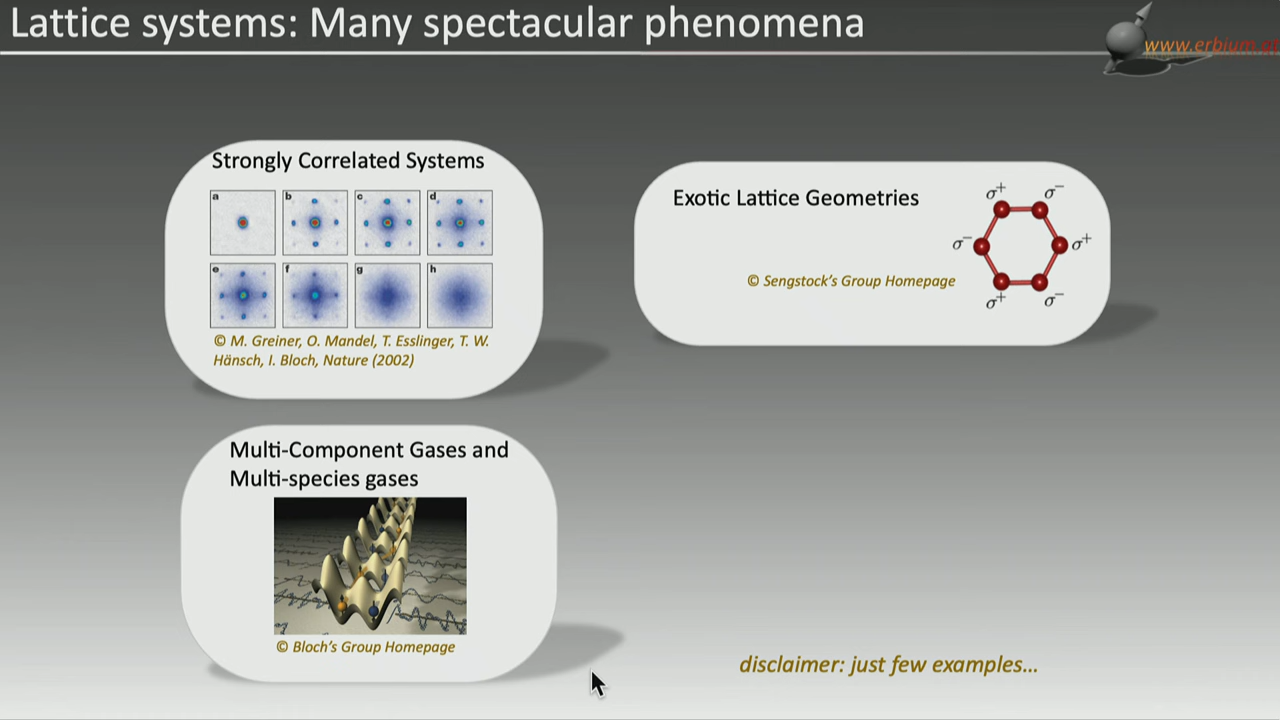 Lattice systems: Many spectacular phenomena
www.erbium.at
Strongly Correlated Systems
a
b
c
d
e
f
g
h
© M. Greiner, O. Mandel, T. Esslinger, T. W.
Hänsch, I. Bloch, Nature (2002)
Exotic Lattice Geometries
σ+
σ−
σ−
σ+
© Sengstock's Group Homepage
σ+
σ−
Multi-Component Gases and
Multi-species gases
© Bloch's Group Homepage
disclaimer: just few examples...